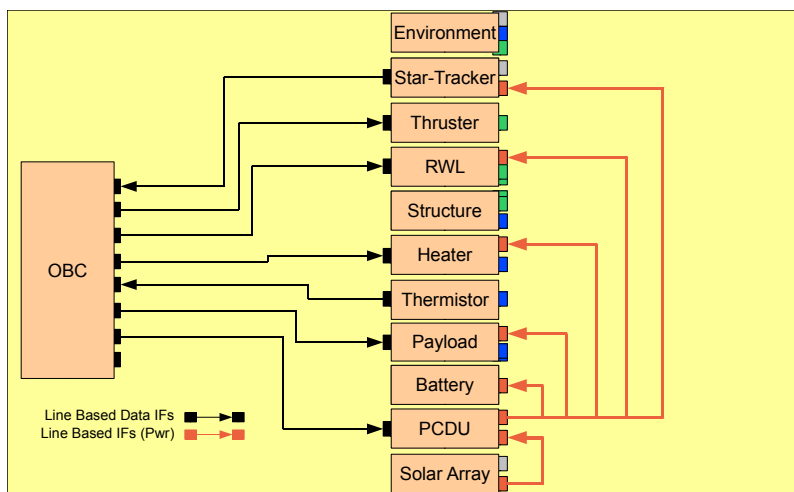 Environment
Star-Tracker
Thruster
RWL
Structure
OBC
Heater
Thermistor
Payload
Battery
PCDU
Solar Array
Line Based Data IFs
Line Based IFs (Pwr)